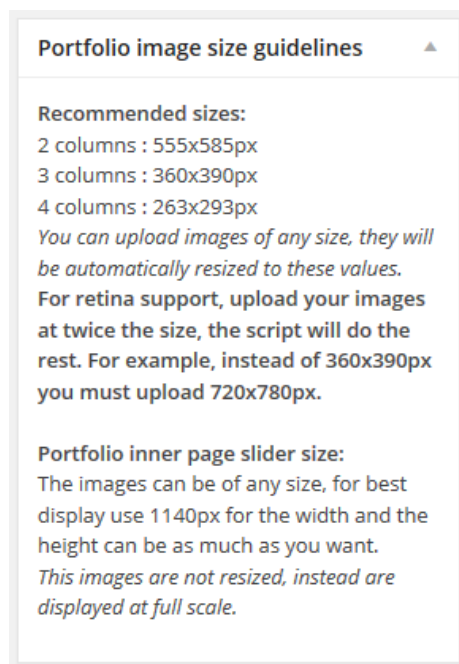 Portfolio image size guidelines
Recommended sizes:
2 columns : 555x585px
3 columns : 360x390px
4 columns : 263x293px
You can upload images of any size, they will
be automatically resized to these values.
For retina support, upload your images
at twice the size, the script will do the
rest. For example, instead of 360x390px
you must upload 720x780px.
Portfolio inner page slider size:
The images can be of any size, for best
display use 1140px for the width and the
height can be as much as you want.
This images are not resized, instead are
displayed at full scale.